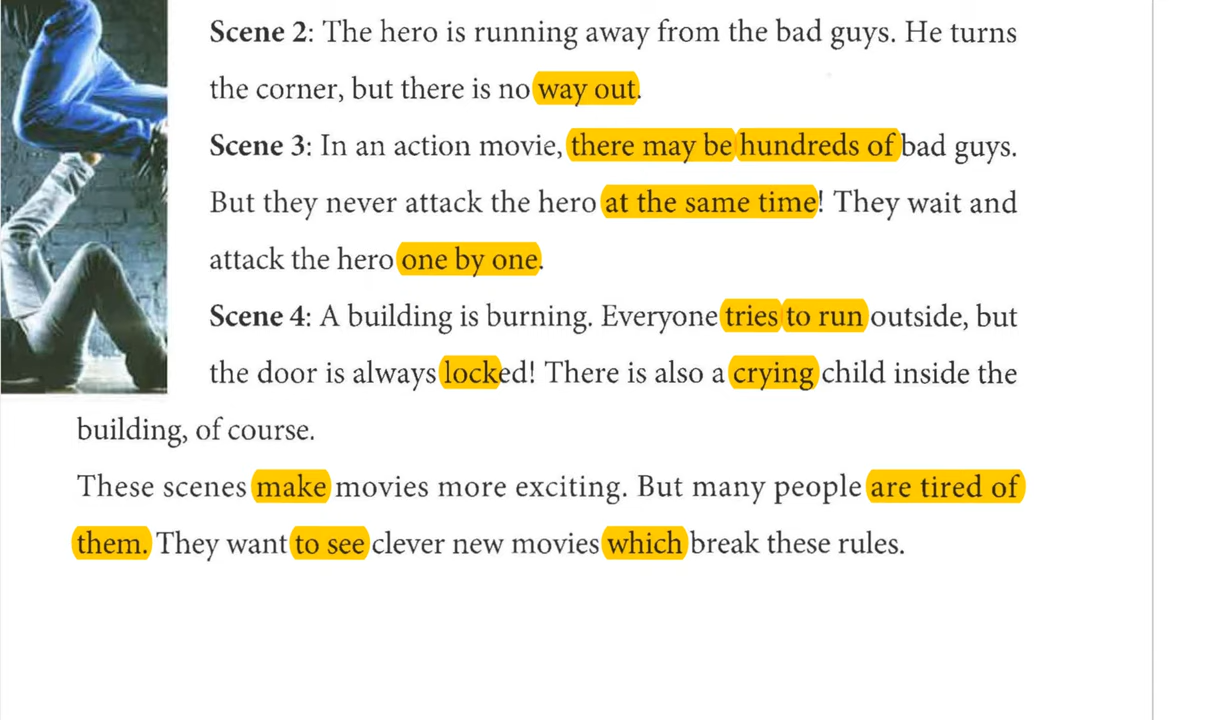 Scene 2: The hero is running away from the bad guys. He turns
the corner, but there is no way out.
Scene 3: In an action movie, there may be hundreds of bad guys.
But they never attack the hero at the same time! They wait and
attack the hero one by one.
Scene 4: A building is burning. Everyone tries to run outside, but
the door is always locked! There is also a crying child inside the
building, of course.
These scenes make movies more exciting. But many people are tired of
them. They want to see clever new movies which break these rules.